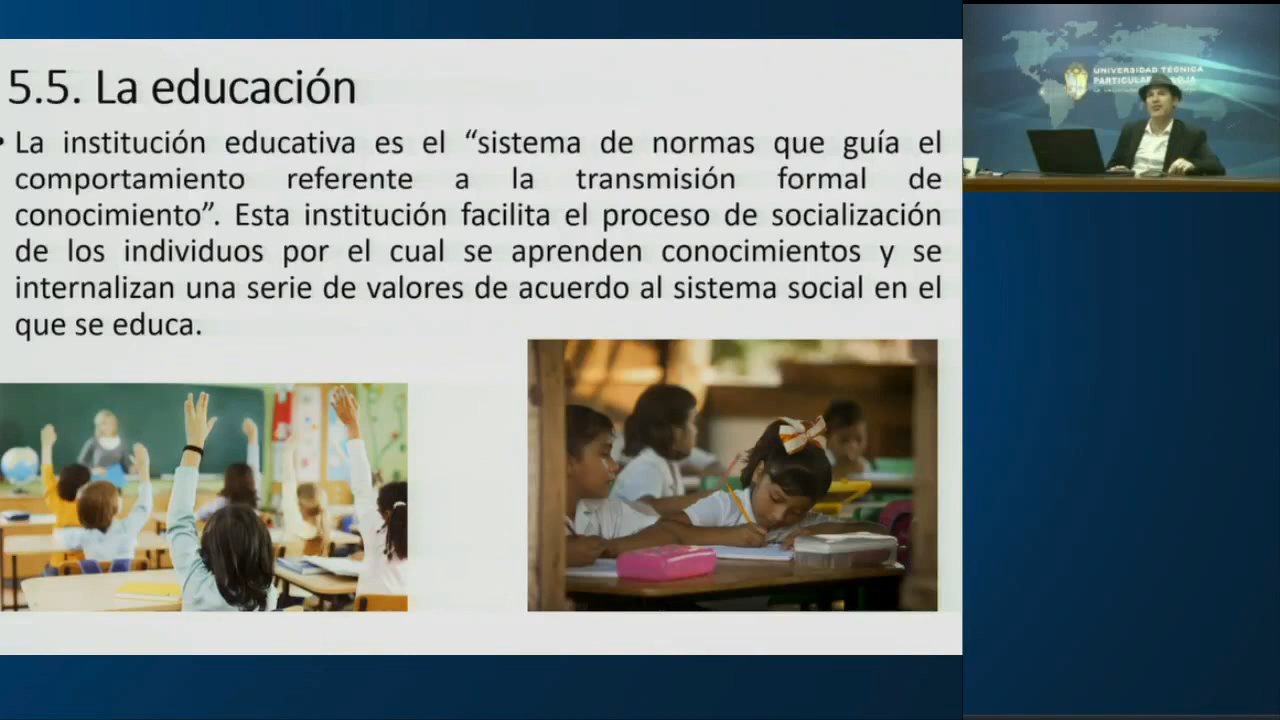 5.5. La educación
• La institución educativa es el “sistema de normas que guía el
comportamiento referente a la transmisión formal de
conocimiento”. Esta institución facilita el proceso de socialización
de los individuos por el cual se aprenden conocimientos y se
internalizan una serie de valores de acuerdo al sistema social en el
que se educa.
UNIVERSIDAD TÉCNICA
PARTICULAR